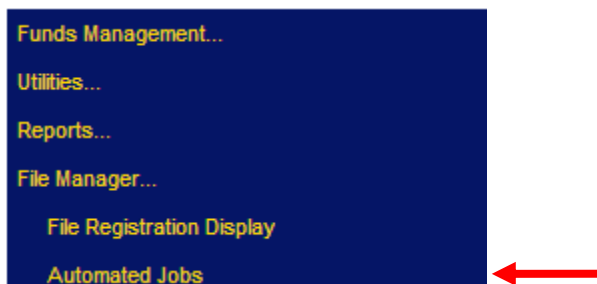 Funds Management...
Utilities...
Reports...
File Manager...
File Registration Display
Automated Jobs